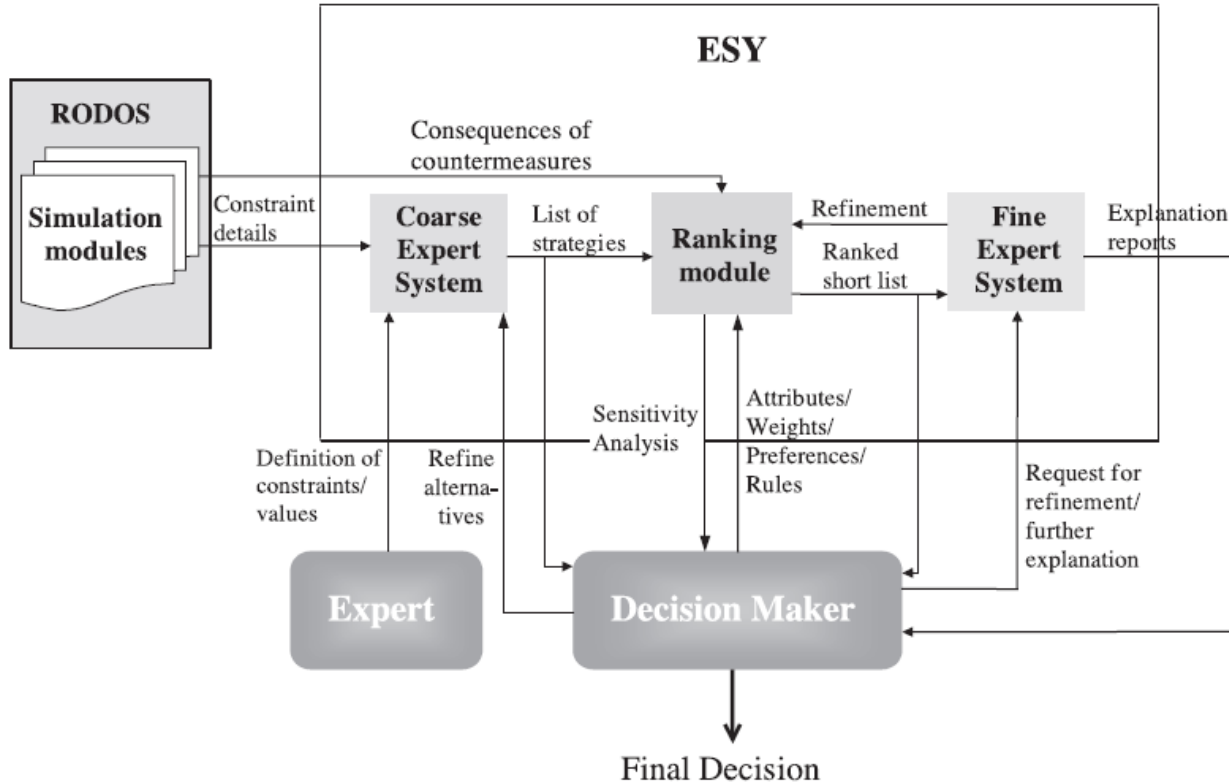 ESY
RODOS
Simulation
modules
Consequences of
countermeasures
Constraint
details
Coarse
Expert
System
List of
strategies
Ranking
module
Refinement
Ranked
short list
Fine
Expert
System
Explanation
reports
Sensitivity
Analysis
Attributes/
Weights/
Preferences/
Rules
Definition of
constraints/
values
Refine
alterna-
tives
Request for
refinement/
further
explanation
Expert
Decision Maker
Final Decision